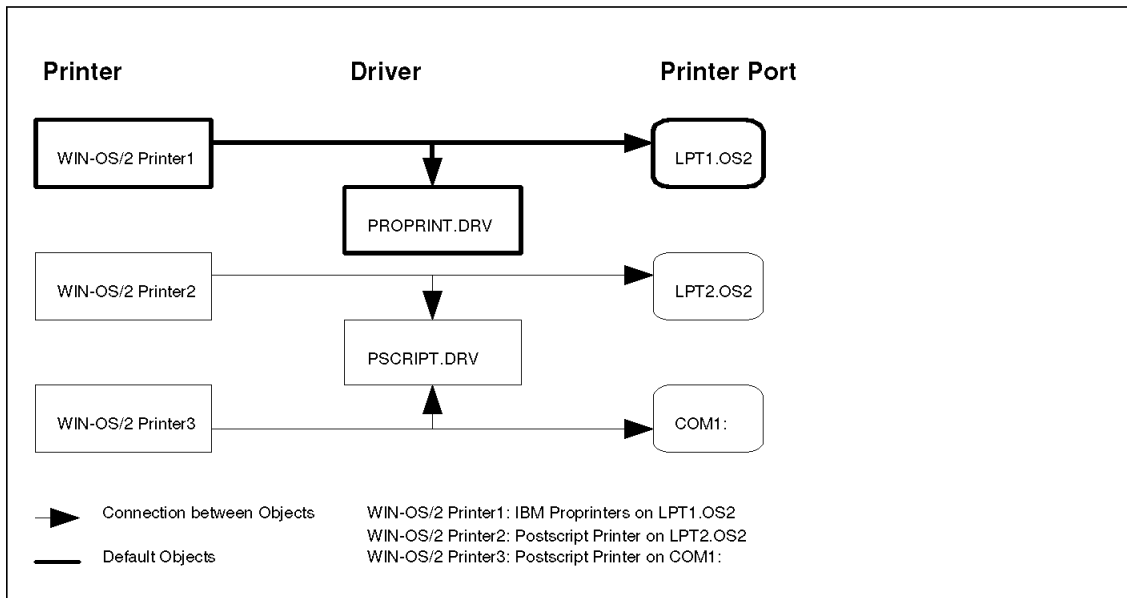 Printer Driver Printer Port
WIN-OS/2 Printer1 LPT1.OS2
PROPRINT.DRV
WIN-OS/2 Printer2 LPT2.OS2
PSCRIPT.DRV
WIN-OS/2 Printer3 COM1:
Connection between Objects WIN-OS/2 Printer1: IBM Proprinters on LPT1.OS2
WIN-OS/2 Printer2: Postscript Printer on LPT2.OS2
Default Objects WIN-OS/2 Printer3: Postscript Printer on COM1: